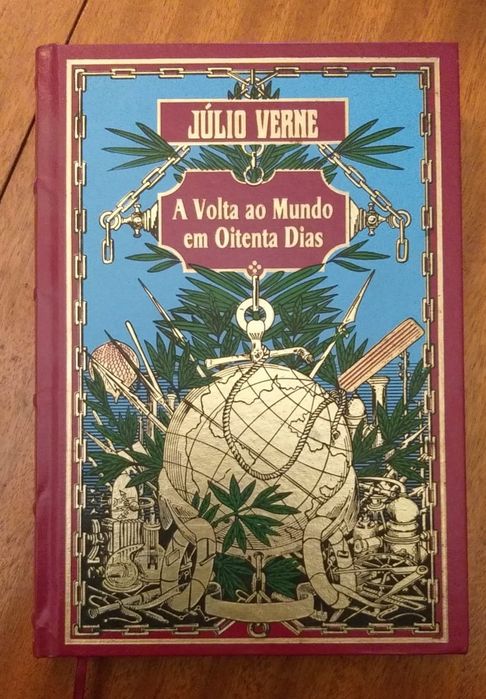 JÚLIO VERNE
A Volta ao Mundo
em Oitenta Dias